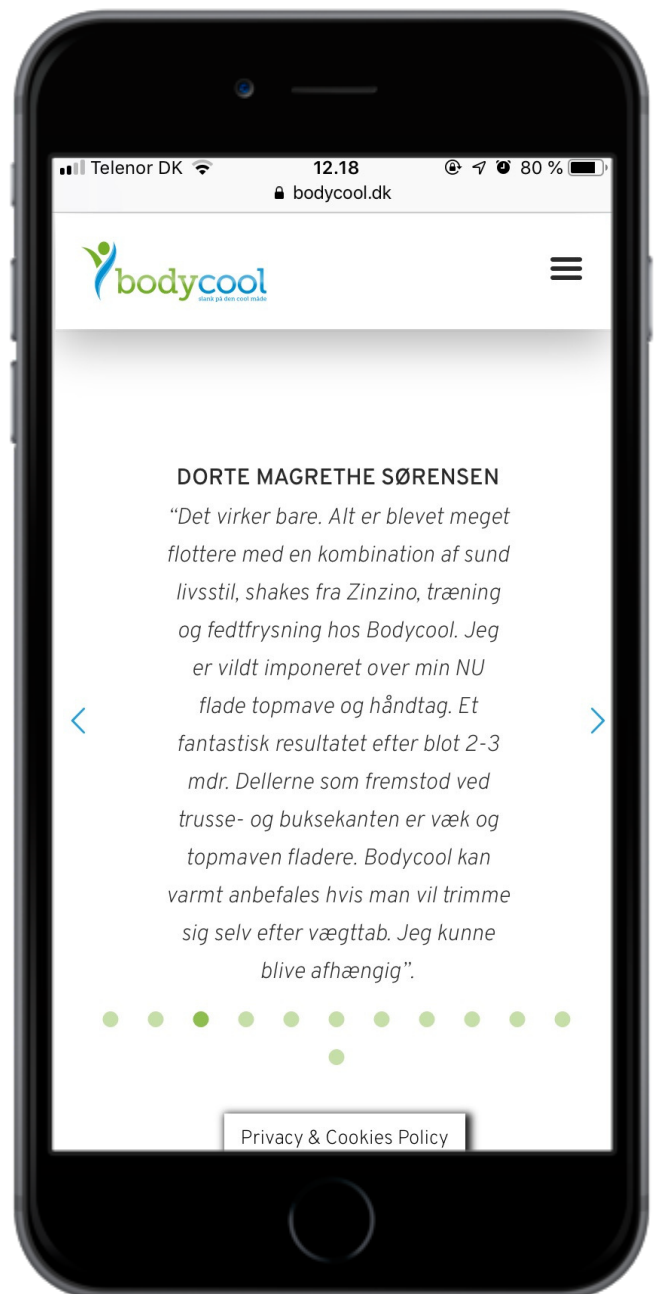 Telenor DK 12.18 80 %
bodycool.dk
bodycool
slank på den cool måde
DORTE MAGRETHE SØRENSEN
“Det virker bare. Alt er blevet meget
flottere med en kombination af sund
livsstil, shakes fra Zinzino, træning
og fedtfrysning hos Bodycool. Jeg
er vildt imponeret over min NU
flade topmave og håndtag. Et
fantastisk resultatet efter blot 2-3
mdr. Dellerne som fremstod ved
trusse- og buksekanten er væk og
topmaven fladere. Bodycool kan
varmt anbefales hvis man vil trimme
sig selv efter vægttab. Jeg kunne
blive afhængig”.
Privacy & Cookies Policy